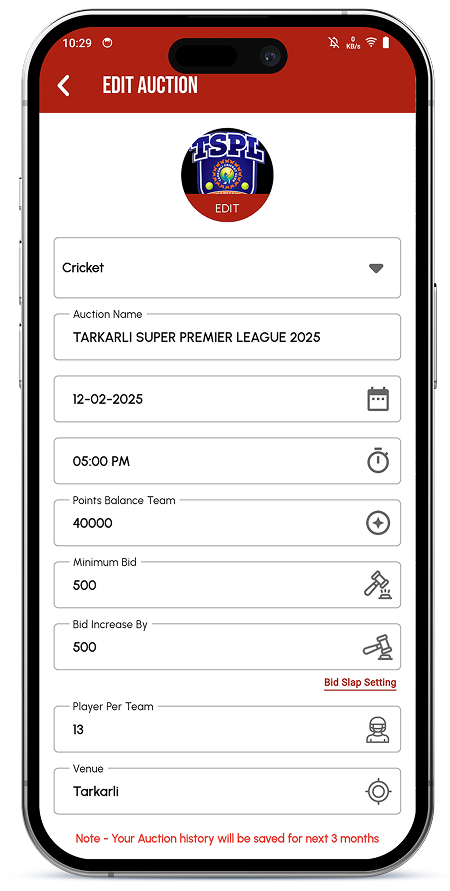 10:29
0
KB/s
EDIT AUCTION
TSPL
EDIT
Cricket
Auction Name
TARKARLI SUPER PREMIER LEAGUE 2025
12-02-2025
05:00 PM
Points Balance Team
40000
Minimum Bid
500
Bid Increase By
500
Bid Slap Setting
Player Per Team
13
Venue
Tarkarli
Note - Your Auction history will be saved for next 3 months